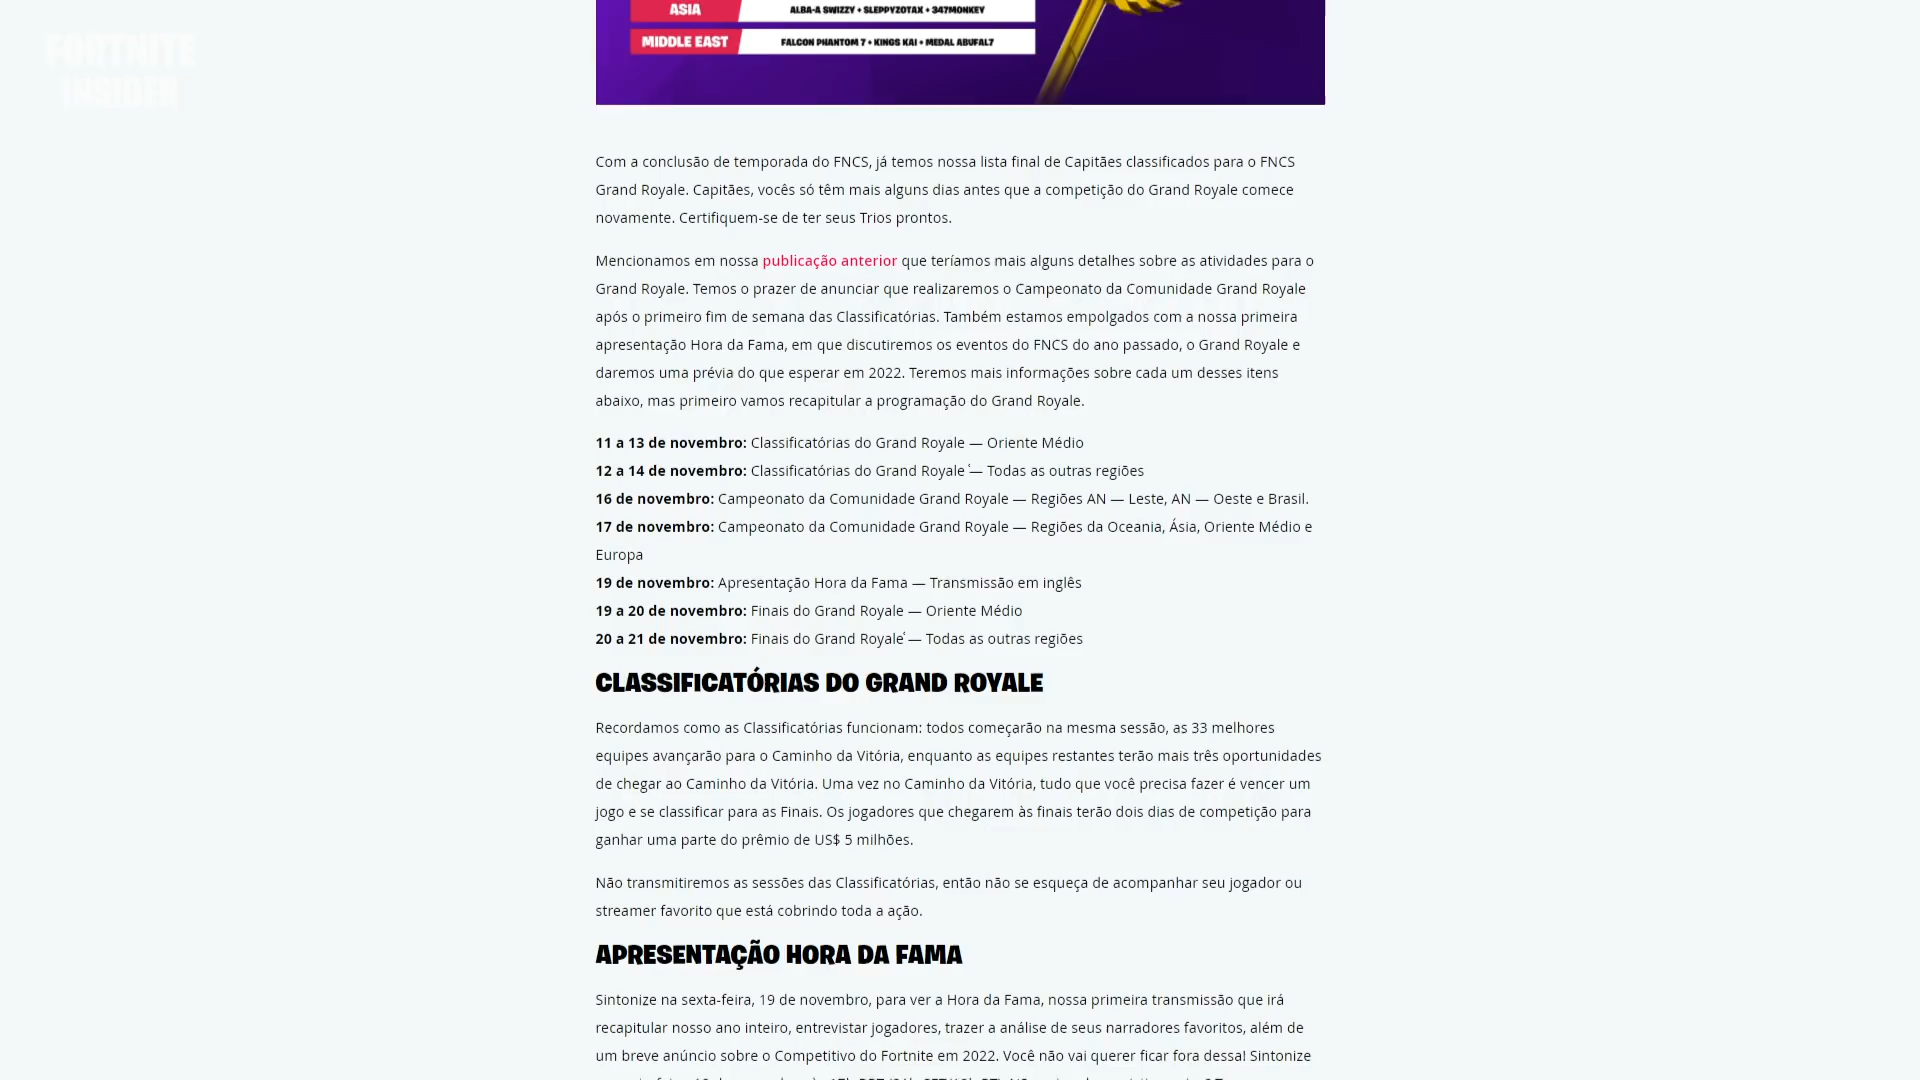 FORTNITE
INSIDER
ASIA
ALBA-A SWIZZY + SLEPPYZOTAX + 347MONKEY
MIDDLE EAST
FALCON PHANTOM 7 + KINGS KAI + MEDAL ABUFAL7
Com a conclusão de temporada do FNCS, já temos nossa lista final de Capitães classificados para o FNCS
Grand Royale. Capitães, vocês só têm mais alguns dias antes que a competição do Grand Royale comece
novamente. Certifiquem-se de ter seus Trios prontos.
Mencionamos em nossa publicação anterior que teríamos mais alguns detalhes sobre as atividades para o
Grand Royale. Temos o prazer de anunciar que realizaremos o Campeonato da Comunidade Grand Royale
após o primeiro fim de semana das Classificatórias. Também estamos empolgados com a nossa primeira
apresentação Hora da Fama, em que discutiremos os eventos do FNCS do ano passado, o Grand Royale e
daremos uma prévia do que esperar em 2022. Teremos mais informações sobre cada um desses itens
abaixo, mas primeiro vamos recapitular a programação do Grand Royale.
11 a 13 de novembro: Classificatórias do Grand Royale — Oriente Médio
12 a 14 de novembro: Classificatórias do Grand Royale — Todas as outras regiões
16 de novembro: Campeonato da Comunidade Grand Royale — Regiões AN — Leste, AN — Oeste e Brasil.
17 de novembro: Campeonato da Comunidade Grand Royale — Regiões da Oceania, Ásia, Oriente Médio e
Europa
19 de novembro: Apresentação Hora da Fama — Transmissão em inglês
19 a 20 de novembro: Finais do Grand Royale — Oriente Médio
20 a 21 de novembro: Finais do Grand Royale — Todas as outras regiões
CLASSIFICATÓRIAS DO GRAND ROYALE
Recordamos como as Classificatórias funcionam: todos começarão na mesma sessão, as 33 melhores
equipes avançarão para o Caminho da Vitória, enquanto as equipes restantes terão mais três oportunidades
de chegar ao Caminho da Vitória. Uma vez no Caminho da Vitória, tudo que você precisa fazer é vencer um
jogo e se classificar para as Finais. Os jogadores que chegarem às finais terão dois dias de competição para
ganhar uma parte do prêmio de US$ 5 milhões.
Não transmitiremos as sessões das Classificatórias, então não se esqueça de acompanhar seu jogador ou
streamer favorito que está cobrindo toda a ação.
APRESENTAÇÃO HORA DA FAMA
Sintonize na sexta-feira, 19 de novembro, para ver a Hora da Fama, nossa primeira transmissão que irá
recapitular nosso ano inteiro, entrevistar jogadores, trazer a análise de seus narradores favoritos, além de
um breve anúncio sobre o Competitivo do Fortnite em 2022. Você não vai querer ficar fora dessa! Sintonize